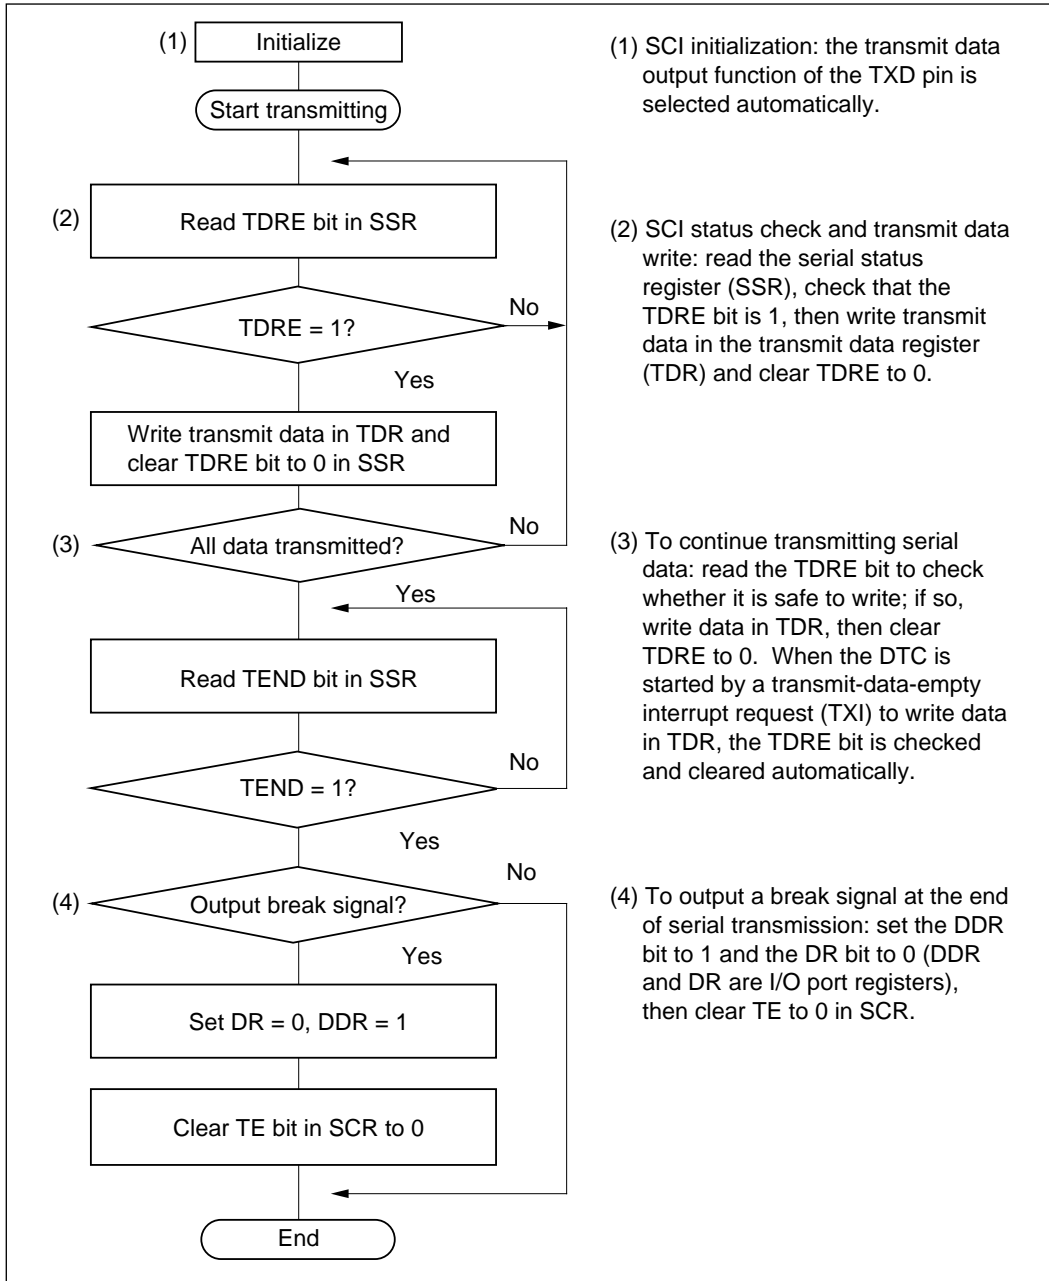 (1) Initialize
Start transmitting
(2) Read TDRE bit in SSR
TDRE = 1?
No
Yes
Write transmit data in TDR and
clear TDRE bit to 0 in SSR
(3) All data transmitted?
No
Yes
Read TEND bit in SSR
TEND = 1?
No
Yes
(4) Output break signal?
No
Yes
Set DR = 0, DDR = 1
Clear TE bit in SCR to 0
End
(1) SCI initialization: the transmit data
output function of the TXD pin is
selected automatically.
(2) SCI status check and transmit data
write: read the serial status
register (SSR), check that the
TDRE bit is 1, then write transmit
data in the transmit data register
(TDR) and clear TDRE to 0.
(3) To continue transmitting serial
data: read the TDRE bit to check
whether it is safe to write; if so,
write data in TDR, then clear
TDRE to 0. When the DTC is
started by a transmit-data-empty
interrupt request (TXI) to write data
in TDR, the TDRE bit is checked
and cleared automatically.
(4) To output a break signal at the end
of serial transmission: set the DDR
bit to 1 and the DR bit to 0 (DDR
and DR are I/O port registers),
then clear TE to 0 in SCR.